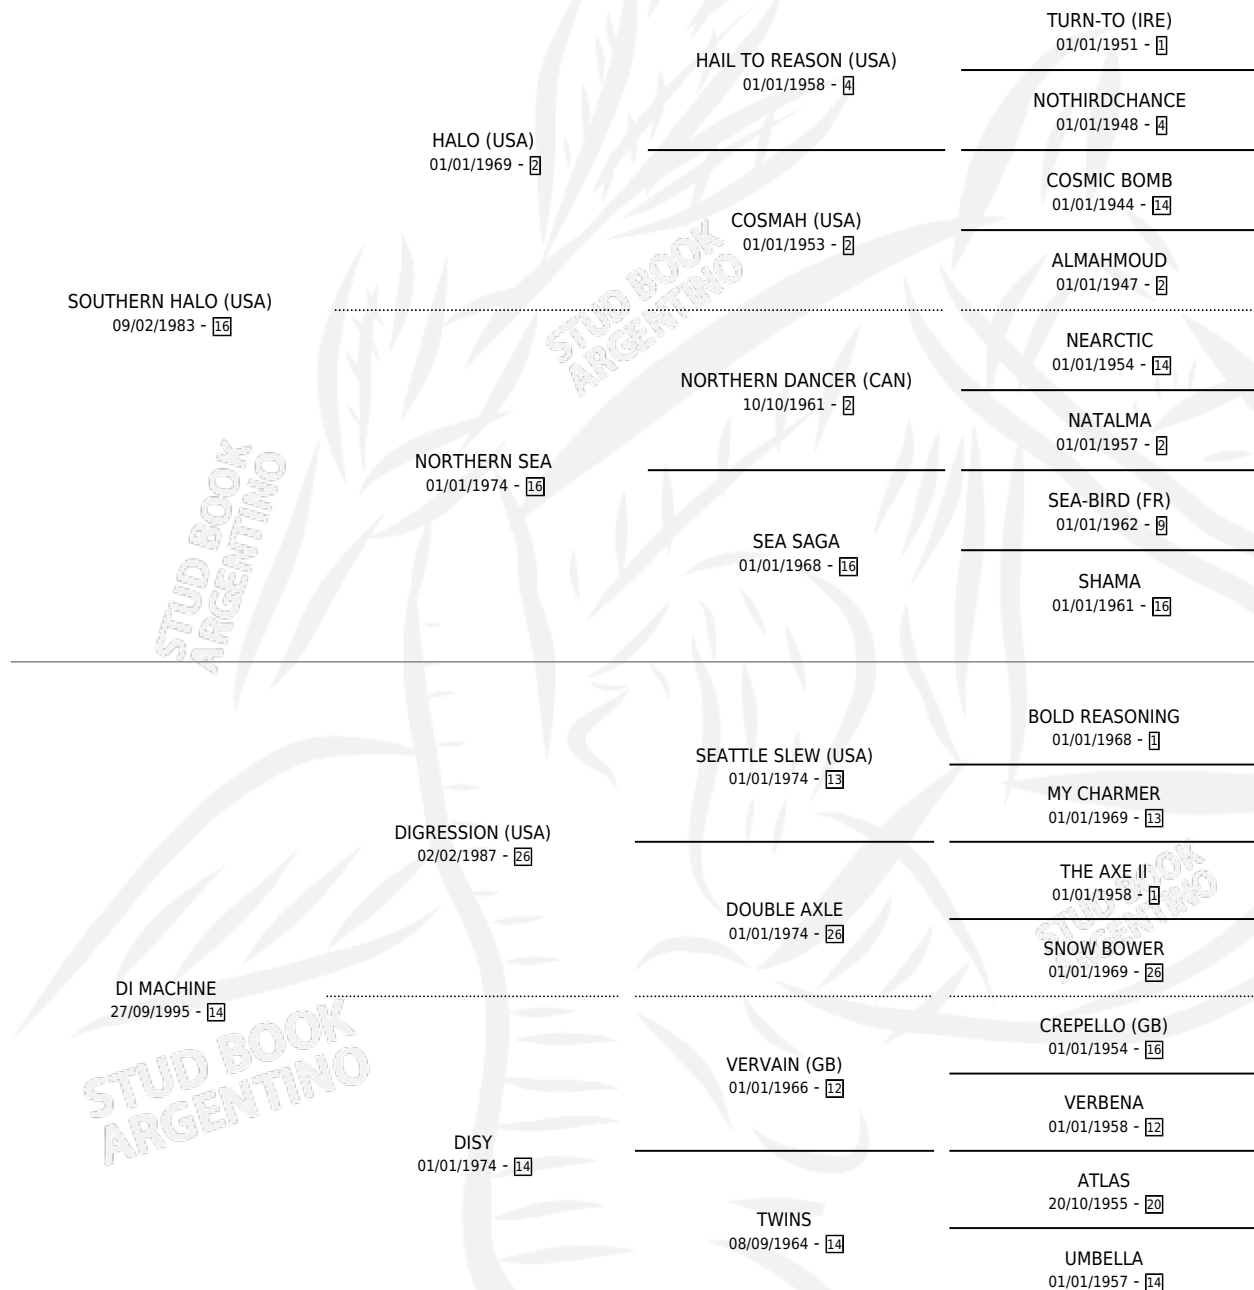 TURN-TO (IRE)
01/01/1951 - 1
HAIL TO REASON (USA)
01/01/1958 - 4
NOTHIRDCHANCE
01/01/1948 - 4
HALO (USA)
01/01/1969 - 2
COSMIC BOMB
01/01/1944 - 14
COSMAH (USA)
01/01/1953 - 2
ALMAHMOUD
01/01/1947 - 2
SOUTHERN HALO (USA)
09/02/1983 - 16
NEARCTIC
01/01/1954 - 14
NORTHERN DANCER (CAN)
10/10/1961 - 2
NATALMA
01/01/1957 - 2
NORTHERN SEA
01/01/1974 - 16
SEA-BIRD (FR)
01/01/1962 - 9
SEA SAGA
01/01/1968 - 16
SHAMA
01/01/1961 - 16
BOLD REASONING
01/01/1968 - 1
SEATTLE SLEW (USA)
01/01/1974 - 13
MY CHARMER
01/01/1969 - 13
DIGRESSION (USA)
02/02/1987 - 26
THE AXE II
01/01/1958 - 1
DOUBLE AXLE
01/01/1974 - 26
SNOW BOWER
01/01/1969 - 26
DI MACHINE
27/09/1995 - 14
CREPELLO (GB)
01/01/1954 - 16
VERVAIN (GB)
01/01/1966 - 12
VERBENA
01/01/1958 - 12
DISY
01/01/1974 - 14
ATLAS
20/10/1955 - 20
TWINS
08/09/1964 - 14
UMBELLA
01/01/1957 - 14
STUD BOOK
ARGENTINO
STUD BOOK
ARGENTINO
STUD BOOK
ARGENTINO
STUD BOOK
ARGENTINO